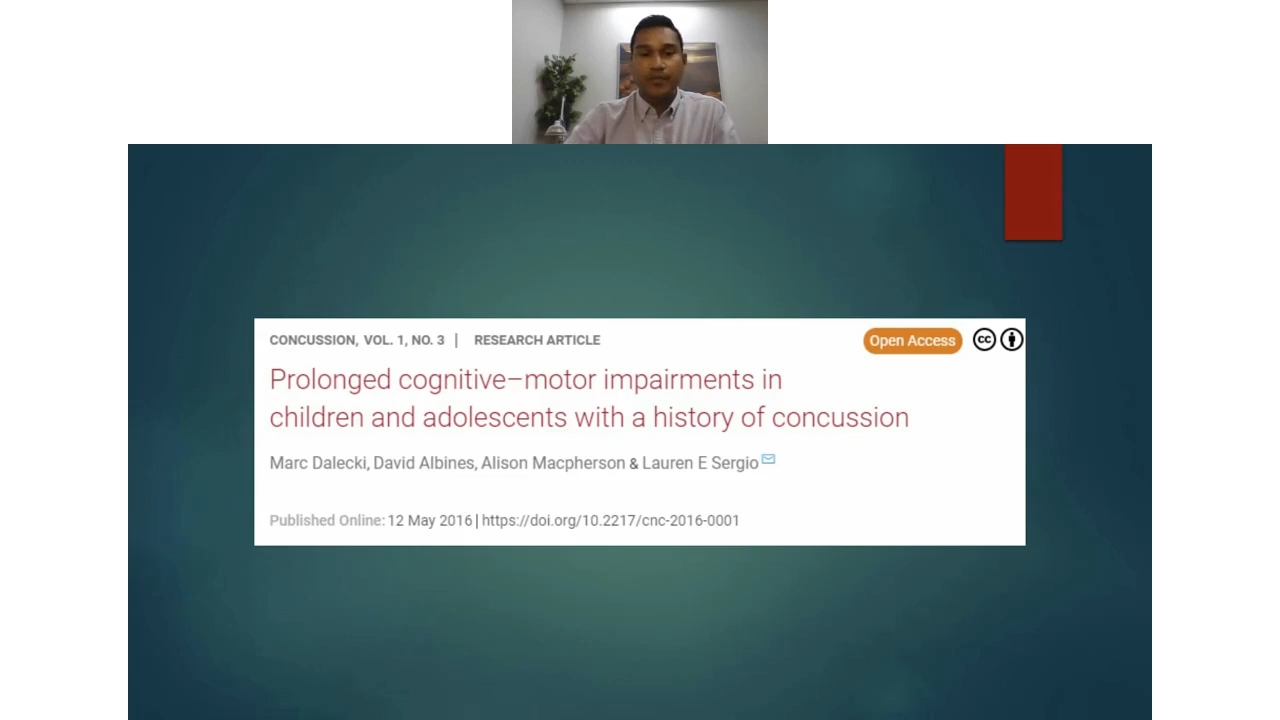 CONCUSSION, VOL. 1, NO. 3 | RESEARCH ARTICLE
Open Access
cc
Prolonged cognitive–motor impairments in
children and adolescents with a history of concussion
Marc Dalecki, David Albines, Alison Macpherson & Lauren E Sergio
Published Online: 12 May 2016 | https://doi.org/10.2217/cnc-2016-0001